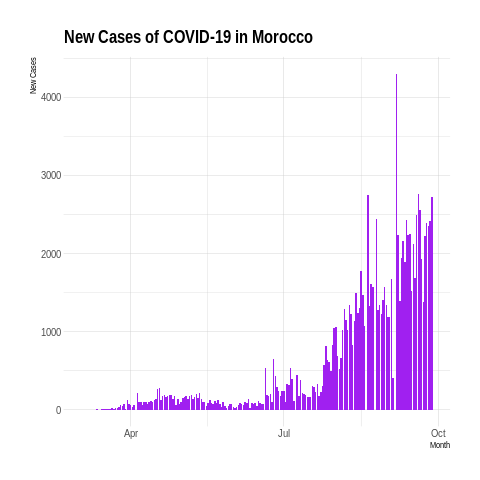 New Cases of COVID-19 in Morocco
New Cases
4000
3000
2000
1000
0
Apr
Jul
Oct
Month